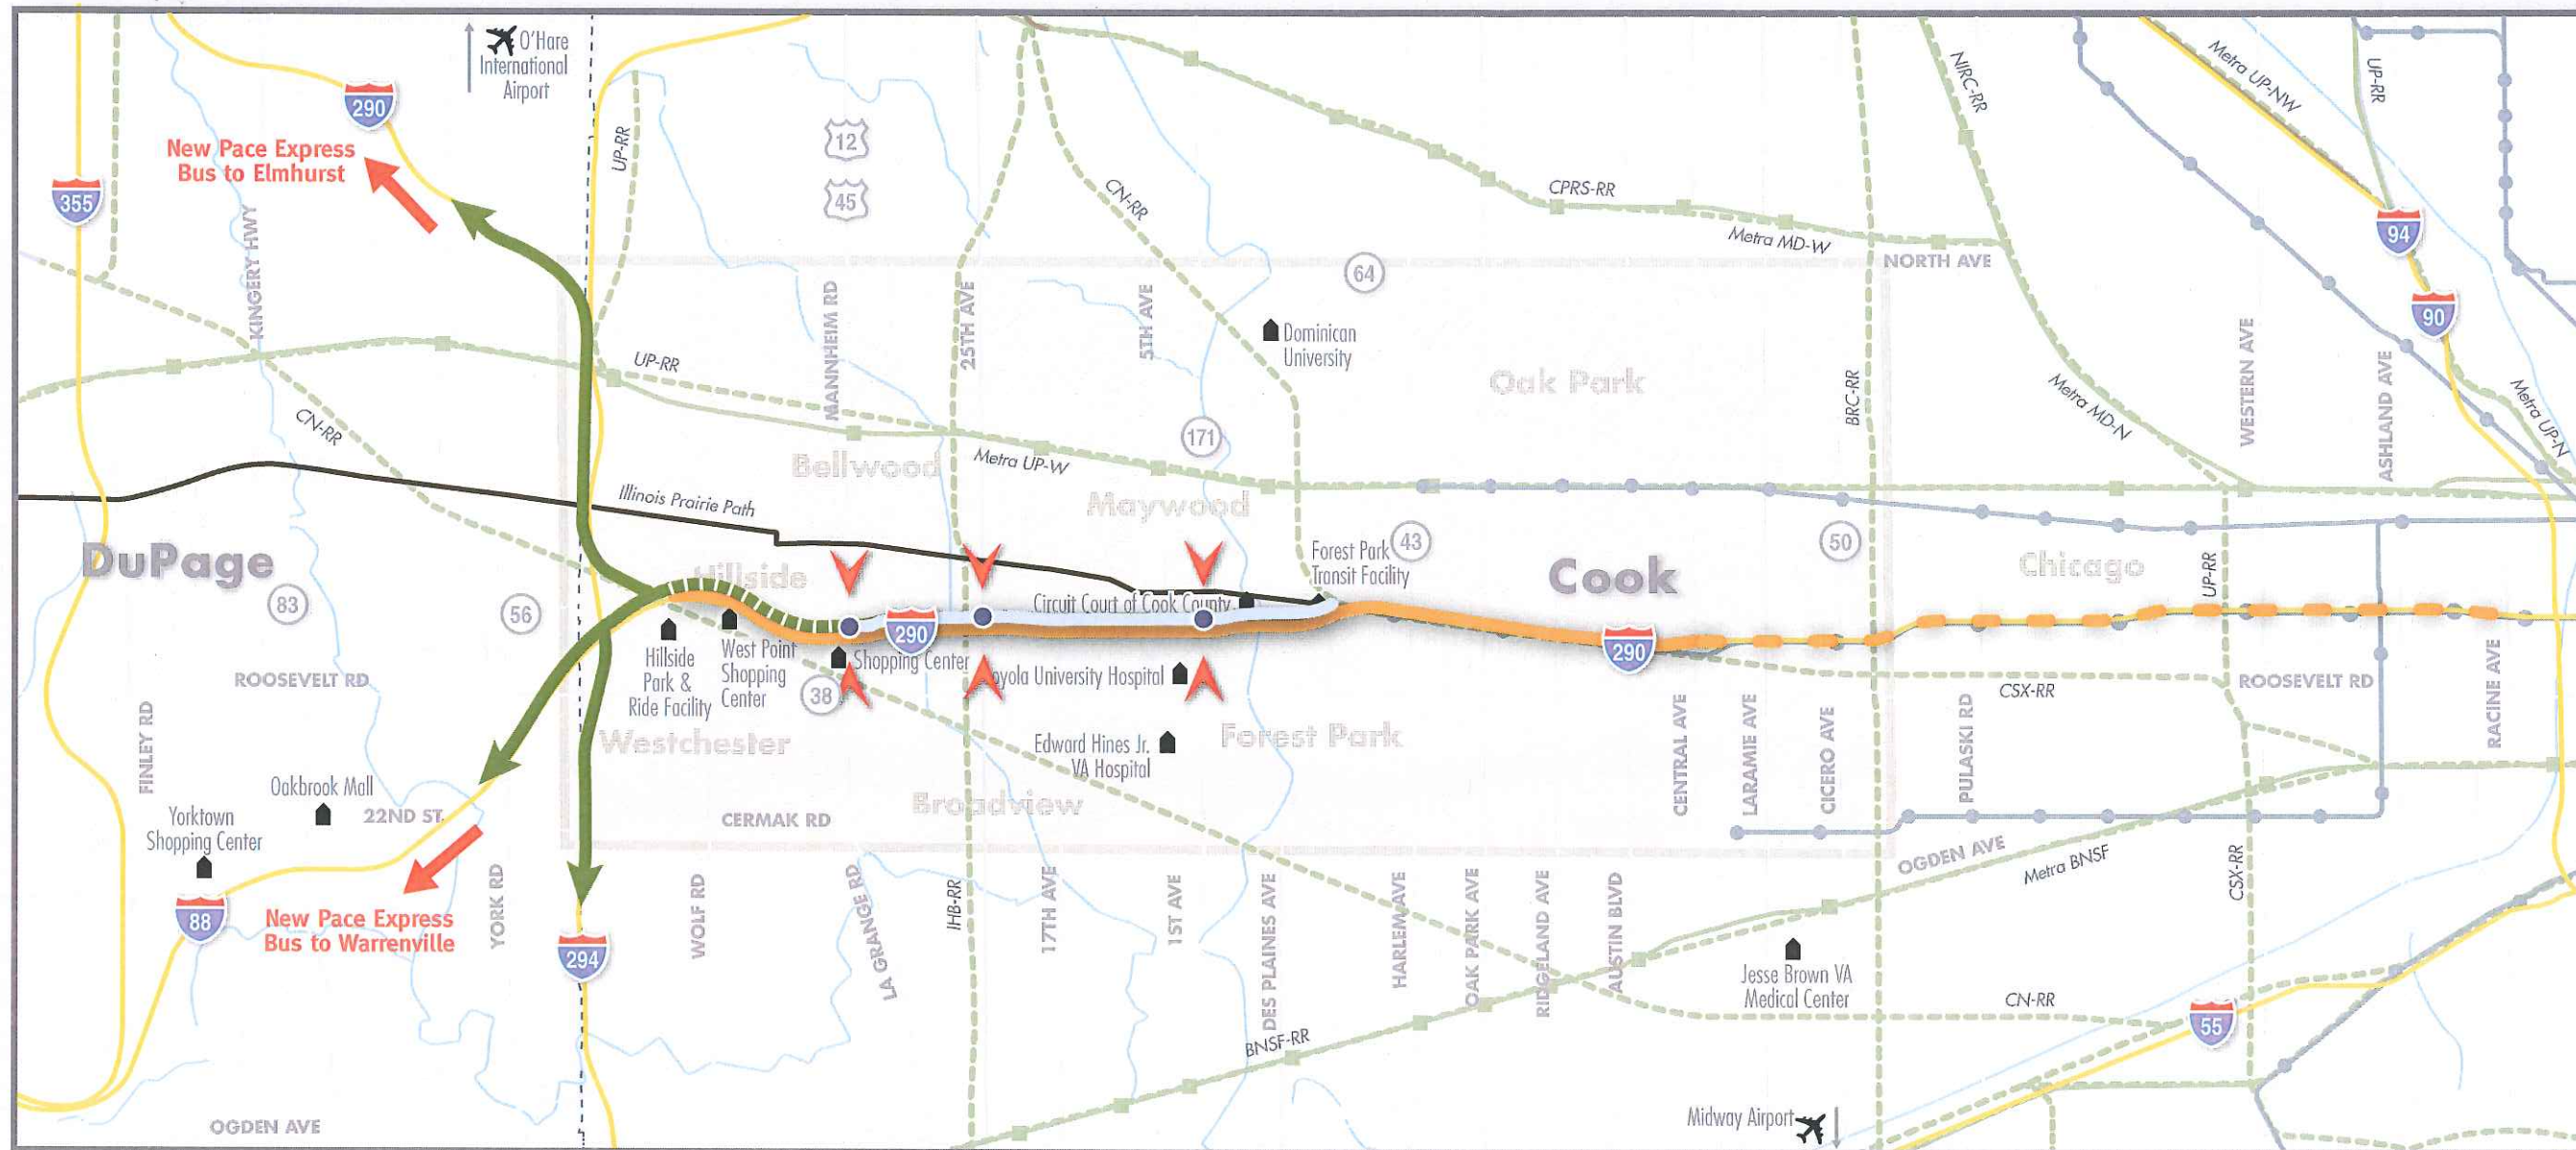 O'Hare
International
Airport
290
New Pace Express
Bus to Elmhurst
355
KINGERY HWY
UP-RR
12
45
CN-RR
CPRS-RR
Metra MD-W
NIRC-RR
Metra UP-NW
UP-RR
94
90
NORTH AVE
64
MANNHEIM RD
25TH AVE
5TH AVE
Dominican
University
Oak Park
BRC-RR
Metra MD-N
WESTERN AVE
ASHLAND AVE
Metra UP-N
UP-RR
CN-RR
Bellwood
Metra UP-W
171
Maywood
Illinois Prairie Path
DuPage
83
56
Hillside
Forest Park
Transit Facility
43
Cook
50
Chicago
UP-RR
Circuit Court of Cook County
290
290
Hillside
Park &
Ride Facility
West Point
Shopping
Center
Shopping Center
38
Loyola University Hospital
ROOSEVELT RD
CSX-RR
ROOSEVELT RD
RACINE AVE
FINLEY RD
Westchester
Edward Hines Jr.
VA Hospital
Forest Park
CENTRAL AVE
LARAMIE AVE
CICERO AVE
PULASKI RD
Oakbrook Mall
22ND ST.
Yorktown
Shopping Center
CERMAK RD
Broadview
OGDEN AVE
Metra BNSF
CSX-RR
88
New Pace Express
Bus to Warrenville
YORK RD
294
WOLF RD
LA GRANGE RD
IHB-RR
17TH AVE
1ST AVE
DES PLAINES AVE
HARLEM AVE
OAK PARK AVE
RIDGELAND AVE
AUSTIN BLVD
Jesse Brown VA
Medical Center
CN-RR
55
BNSF-RR
OGDEN AVE
Midway Airport